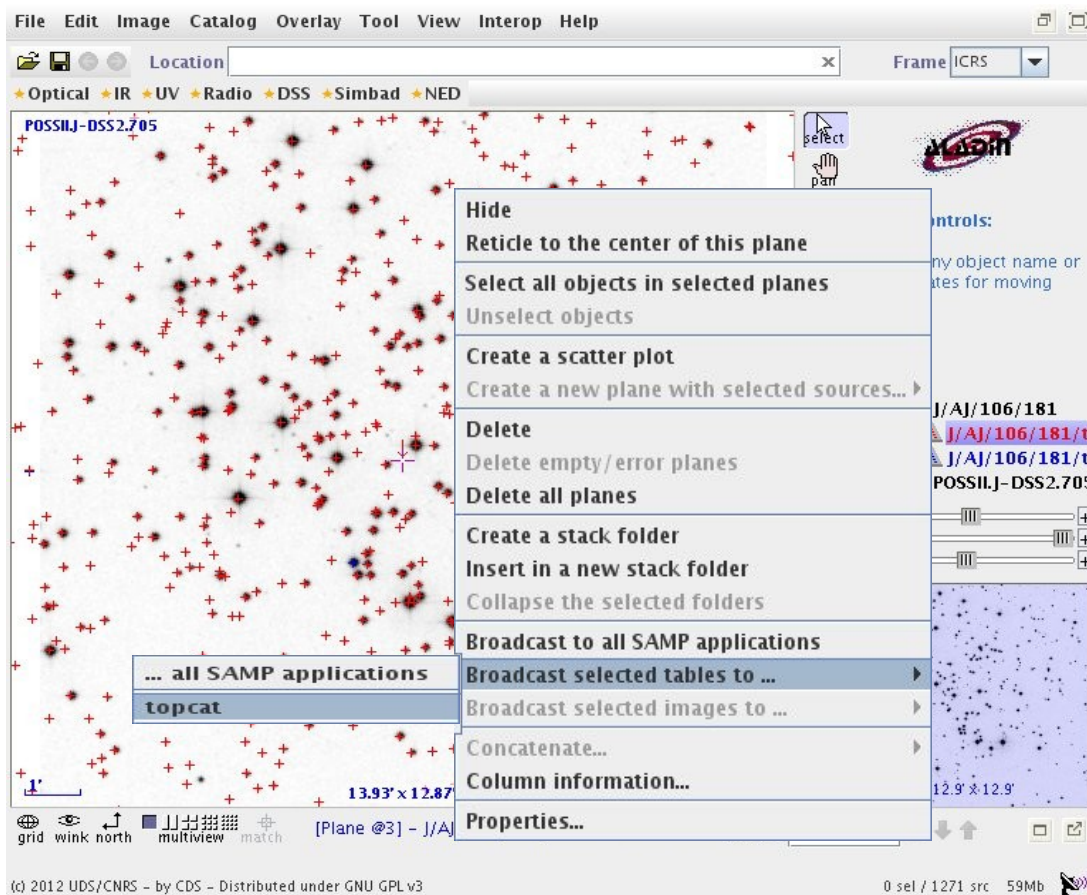 File Edit Image Catalog Overlay Tool View Interop Help
Location
Frame ICRS
Optical IR UV Radio DSS Simbad NED
POSSII.J-DSS2.705
select
pan
ALADIN
ontrols:
ny object name or
ates for moving
Hide
Reticle to the center of this plane
Select all objects in selected planes
Unselect objects
Create a scatter plot
Create a new plane with selected sources...
Delete
Delete empty/error planes
Delete all planes
Create a stack folder
Insert in a new stack folder
Collapse the selected folders
Broadcast to all SAMP applications
Broadcast selected tables to ...
Broadcast selected images to ...
Concatenate...
Column information...
Properties...
... all SAMP applications
topcat
J/AJ/106/181
J/AJ/106/181/t
J/AJ/106/181/t
POSSII.J-DSS2.705
1'
13.93' x 12.87'
12.9' x 12.9'
grid wink north multiview match
[Plane @3] - J/AJ
(c) 2012 UDS/CNRS - by CDS - Distributed under GNU GPL v3
0 sel / 1271 src 59Mb